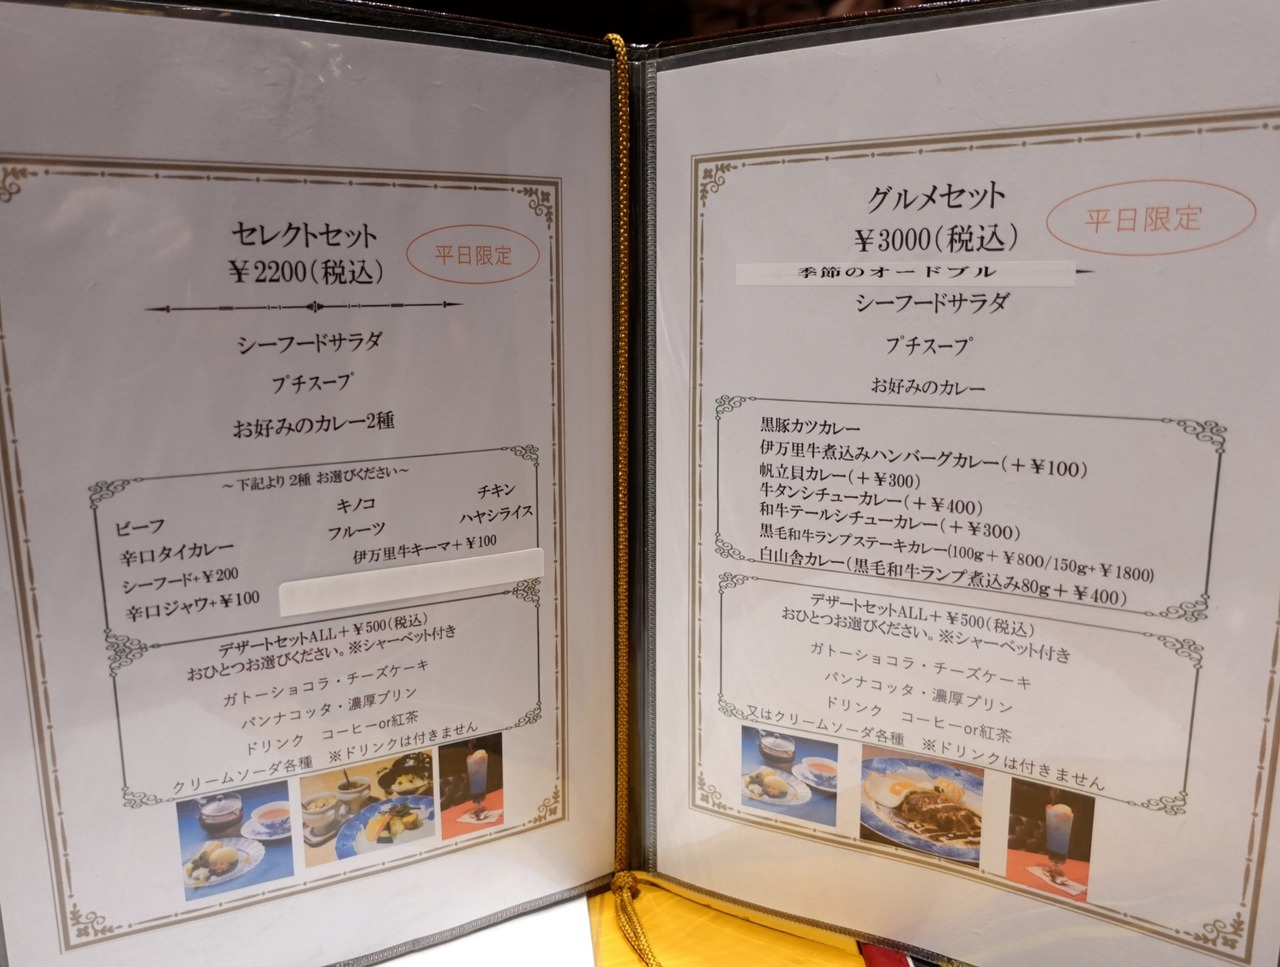 セレクトセット
￥2200(税込)
平日限定
シーフードサラダ
プチスープ
お好みのカレー2種
～下記より 2種 お選びください～
ビーフ
キノコ
チキン
辛口タイカレー
フルーツ
ハヤシライス
シーフード+￥200
伊万里牛キーマ＋￥100
辛口ジャワ+￥100
デザートセットALL＋￥500(税込)
おひとつお選びください。※シャーベット付き
ガトーショコラ・チーズケーキ
パンナコッタ・濃厚プリン
ドリンク　コーヒーor紅茶
クリームソーダ各種　※ドリンクは付きません
グルメセット
￥3000(税込)
平日限定
季節のオードブル
シーフードサラダ
プチスープ
お好みのカレー
黒豚カツカレー
伊万里牛煮込みハンバーグカレー(＋￥100)
帆立貝カレー(＋￥300)
牛タンシチューカレー(＋￥400)
和牛テールシチューカレー(＋￥300)
黒毛和牛ランプステーキカレー(100g＋￥800/150g+￥1800)
白山舎カレー(黒毛和牛ランプ煮込み80g＋￥400)
デザートセットALL＋￥500(税込)
おひとつお選びください。※シャーベット付き
ガトーショコラ・チーズケーキ
パンナコッタ・濃厚プリン
ドリンク　コーヒーor紅茶
又はクリームソーダ各種　※ドリンクは付きません